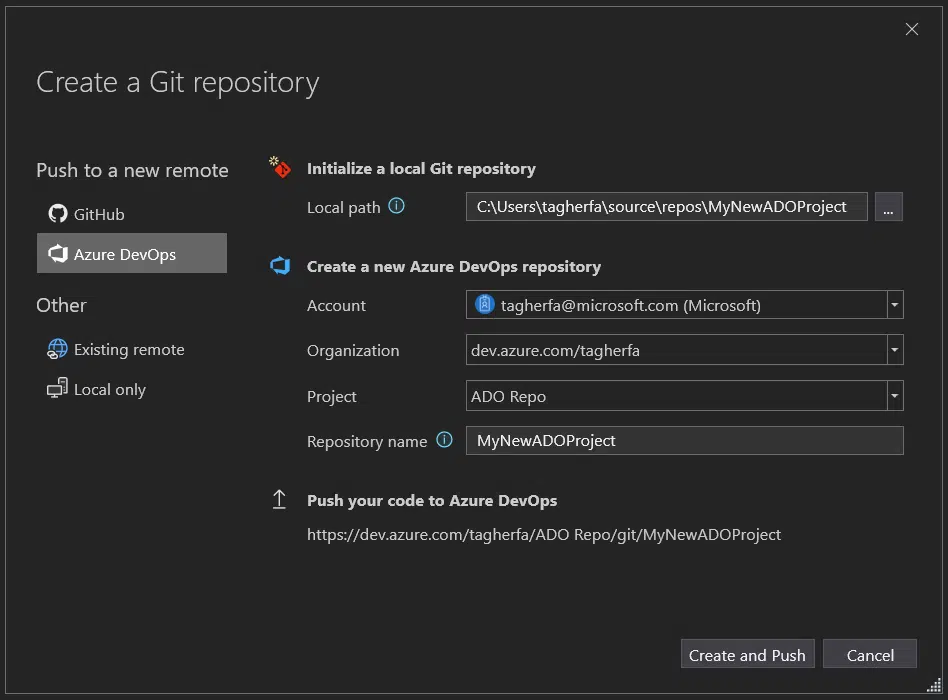 Create a Git repository
Push to a new remote
GitHub
Azure DevOps
Other
Existing remote
Local only
Initialize a local Git repository
Local path C:\Users\tagherfa\source\repos\MyNewADOProject ...
Create a new Azure DevOps repository
Account tagherfa@microsoft.com (Microsoft)
Organization dev.azure.com/tagherfa
Project ADO Repo
Repository name MyNewADOProject
Push your code to Azure DevOps
https://dev.azure.com/tagherfa/ADO Repo/git/MyNewADOProject
Create and Push Cancel